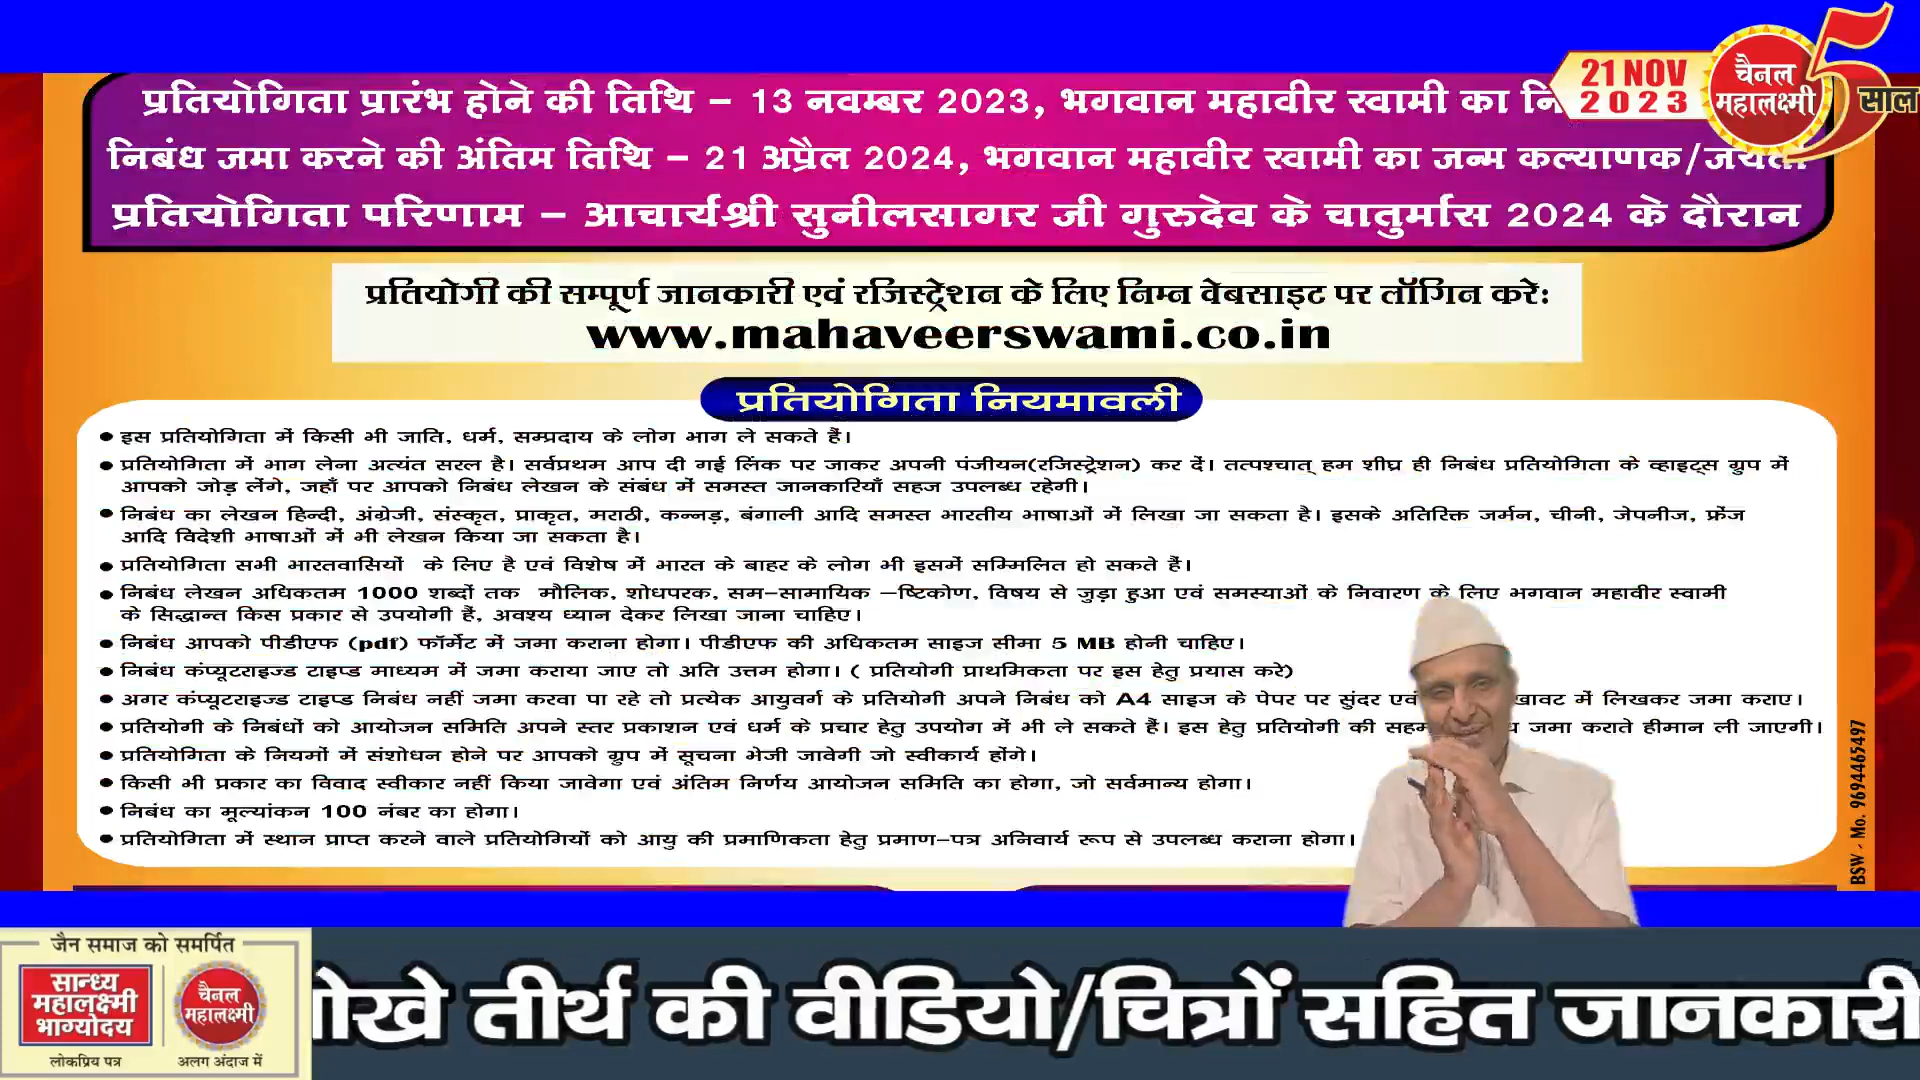 प्रतियोगिता प्रारंभ होने की तिथि – 13 नवम्बर 2023, भगवान महावीर स्वामी का
21 NOV
2023
चैनल
महालक्ष्मी
5
साल
निबंध जमा करने की अंतिम तिथि – 21 अप्रैल 2024, भगवान महावीर स्वामी का जन्म कल्याणक/जयंती
प्रतियोगिता परिणाम – आचार्यश्री सुनीलसागर जी गुरुदेव के चातुर्मास 2024 के दौरान
प्रतियोगी की सम्पूर्ण जानकारी एवं रजिस्ट्रेशन के लिए निम्न वेबसाइट पर लॉगिन करे:
www.mahaveerswami.co.in
प्रतियोगिता नियमावली
● इस प्रतियोगिता में किसी भी जाति, धर्म, सम्प्रदाय के लोग भाग ले सकते हैं।
● प्रतियोगिता में भाग लेना अत्यंत सरल है। सर्वप्रथम आप दी गई लिंक पर जाकर अपनी पंजीयन(रजिस्ट्रेशन) कर दें। तत्पश्चात् हम शीघ्र ही निबंध प्रतियोगिता के व्हाट्स ग्रुप में
आपको जोड़ लेंगे, जहाँ पर आपको निबंध लेखन के संबंध में समस्त जानकारियाँ सहज उपलब्ध रहेगी।
● निबंध का लेखन हिन्दी, अंग्रेजी, संस्कृत, प्राकृत, मराठी, कन्नड़, बंगाली आदि समस्त भारतीय भाषाओं में लिखा जा सकता है। इसके अतिरिक्त जर्मन, चीनी, जेपनीज, फ्रेंज
आदि विदेशी भाषाओं में भी लेखन किया जा सकता है।
● प्रतियोगिता सभी भारतवासियों के लिए है एवं विशेष में भारत के बाहर के लोग भी इसमें सम्मिलित हो सकते हैं।
● निबंध लेखन अधिकतम 1000 शब्दों तक मौलिक, शोधपरक, सम–सामायिक –ष्टिकोण, विषय से जुड़ा हुआ एवं समस्याओं के निवारण के लिए भगवान महावीर स्वामी
के सिद्धान्त किस प्रकार से उपयोगी हैं, अवश्य ध्यान देकर लिखा जाना चाहिए।
● निबंध आपको पीडीएफ (pdf) फॉर्मेट में जमा कराना होगा। पीडीएफ की अधिकतम साइज सीमा 5 MB होनी चाहिए।
● निबंध कंप्यूटराइज्ड टाइप्ड माध्यम में जमा कराया जाए तो अति उत्तम होगा। ( प्रतियोगी प्राथमिकता पर इस हेतु प्रयास करे)
● अगर कंप्यूटराइज्ड टाइप्ड निबंध नहीं जमा करवा पा रहे तो प्रत्येक आयुवर्ग के प्रतियोगी अपने निबंध को A4 साइज के पेपर पर सुंदर एवं खावट में लिखकर जमा कराए।
● प्रतियोगी के निबंधों को आयोजन समिति अपने स्तर प्रकाशन एवं धर्म के प्रचार हेतु उपयोग में भी ले सकते हैं। इस हेतु प्रतियोगी की जमा कराते हीमान ली जाएगी।
● प्रतियोगिता के नियमों में संशोधन होने पर आपको ग्रुप में सूचना भेजी जावेगी जो स्वीकार्य होंगे।
● किसी भी प्रकार का विवाद स्वीकार नहीं किया जावेगा एवं अंतिम निर्णय आयोजन समिति का होगा, जो सर्वमान्य होगा।
● निबंध का मूल्यांकन 100 नंबर का होगा।
● प्रतियोगिता में स्थान प्राप्त करने वाले प्रतियोगियों को आयु की प्रमाणिकता हेतु प्रमाण–पत्र अनिवार्य रूप से उपलब्ध कराना होगा।
BSW - Mo. 9694465497
जैन समाज को समर्पित
सान्ध्य
महालक्ष्मी
भाग्योदय
लोकप्रिय पत्र
चैनल
महालक्ष्मी
अलग अंदाज में
ोखे तीर्थ की वीडियो/चित्रों सहित जानकारी